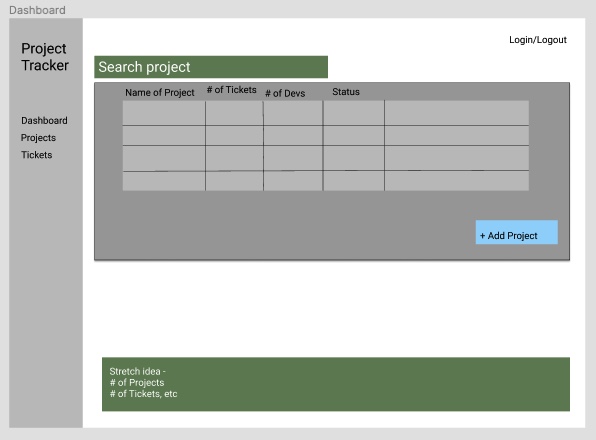 Dashboard
Project
Tracker
Login/Logout
Search project
Name of Project
# of Tickets
# of Devs
Status
Dashboard
Projects
Tickets
+ Add Project
Stretch idea -
# of Projects
# of Tickets, etc